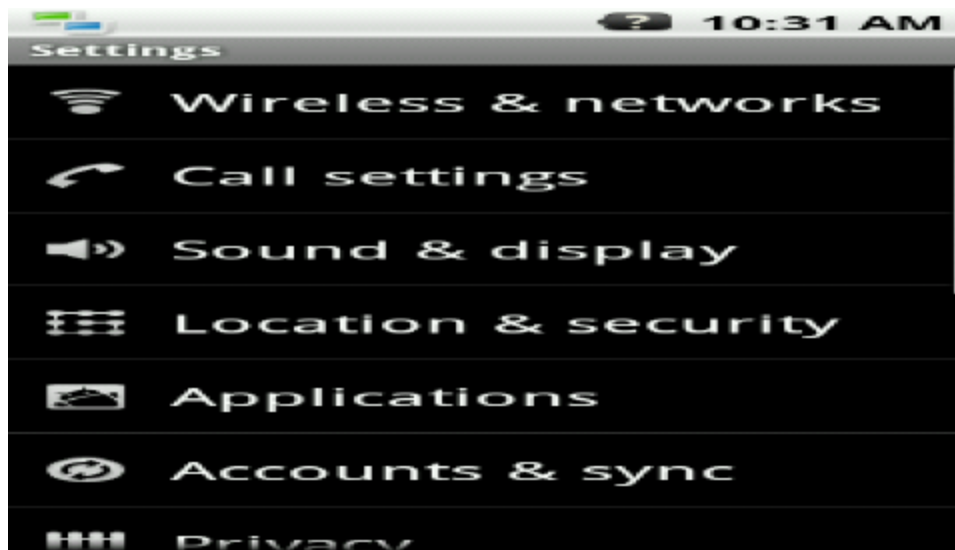 ? 10:31 AM
Settings
Wireless & networks
Call settings
Sound & display
Location & security
Applications
Accounts & sync
Privacy